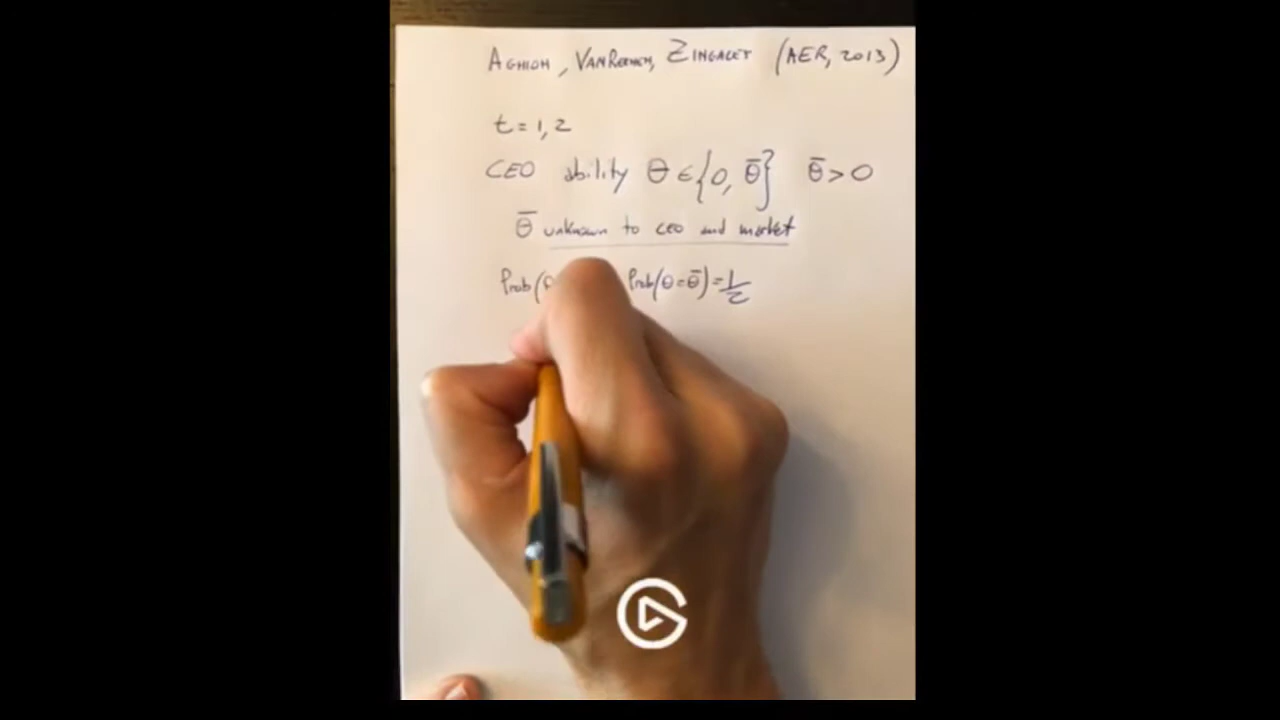 AGHION, VANREENEN, ZINGALES (AER, 2013)
t = 1, 2
CEO ability θ ∈ {0, θ̄} θ̄ > 0
θ̄ unknown to ceo and market
Prob(θ Prob(θ = θ̄) = 1/2